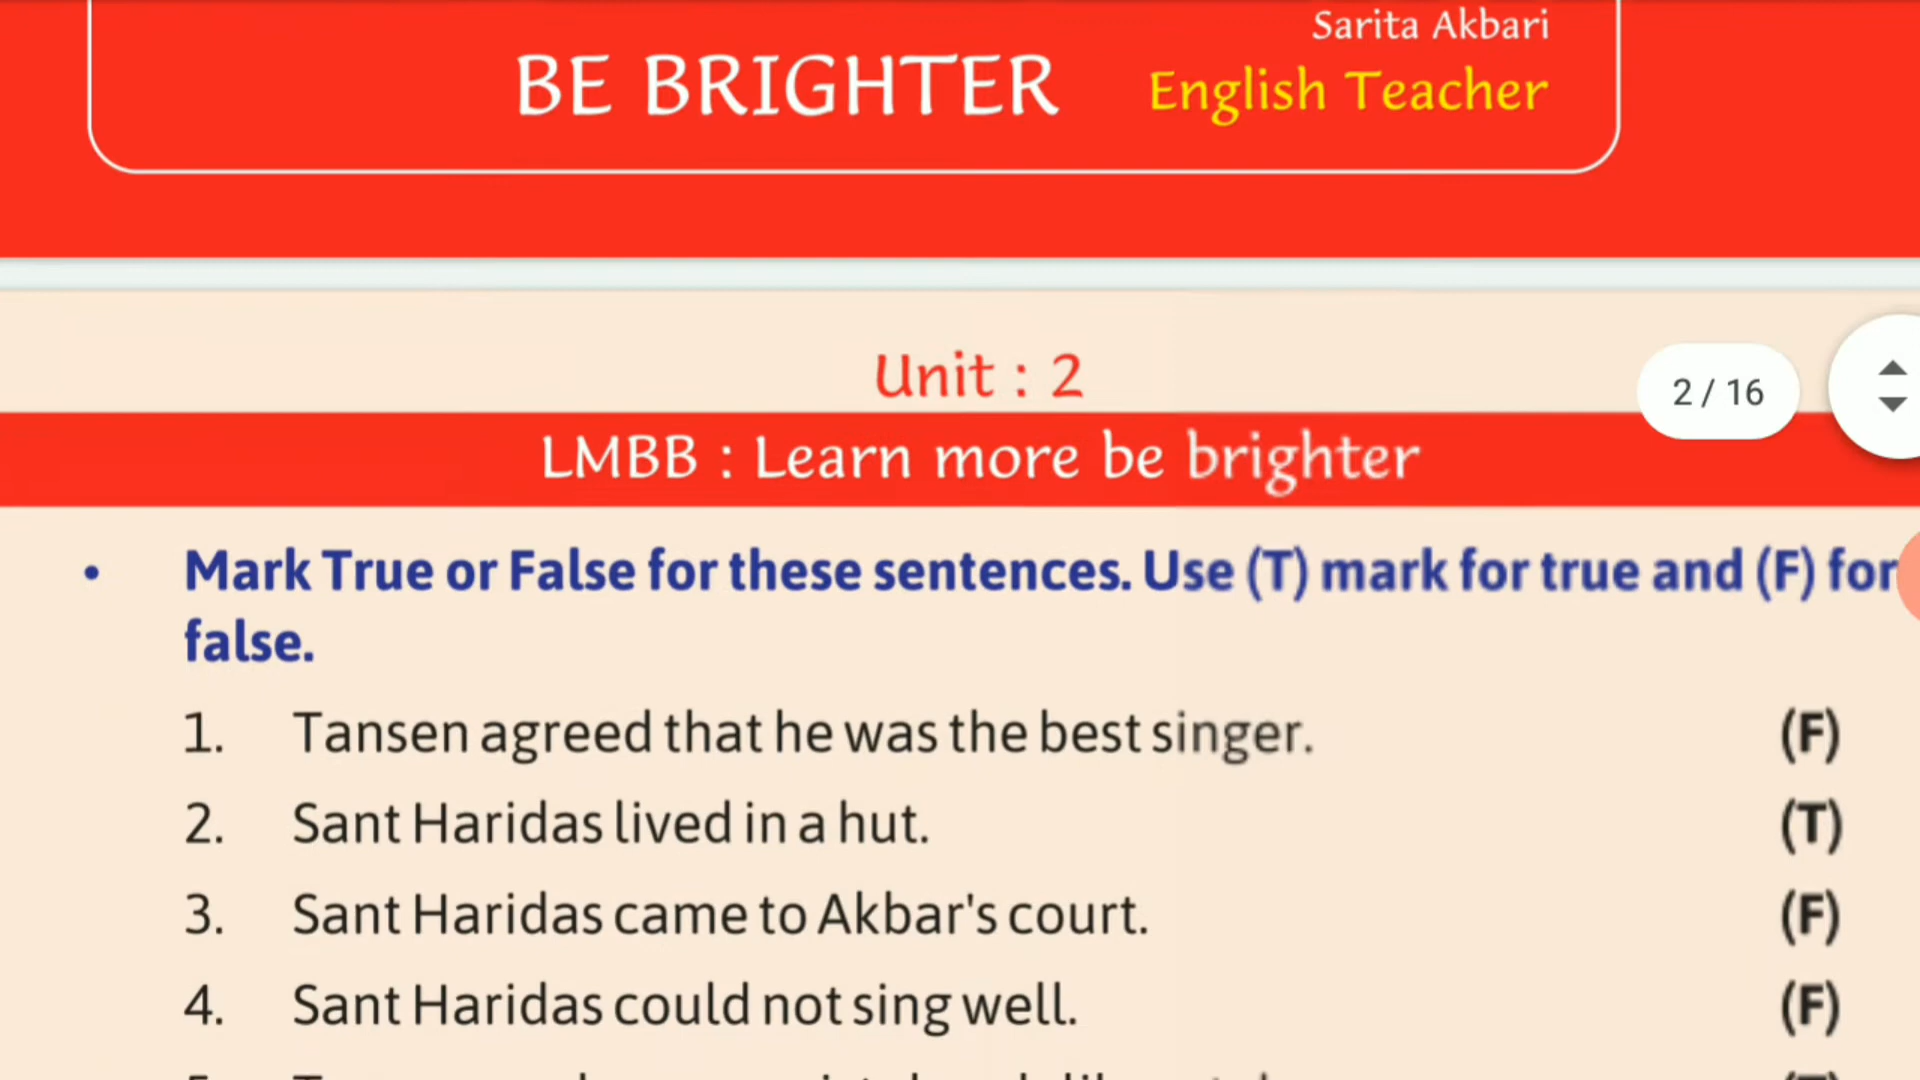 Sarita Akbari
BE BRIGHTER English Teacher
Unit : 2
2 / 16
LMBB : Learn more be brighter
• Mark True or False for these sentences. Use (T) mark for true and (F) for
false.
1. Tansen agreed that he was the best singer. (F)
2. Sant Haridas lived in a hut. (T)
3. Sant Haridas came to Akbar's court. (F)
4. Sant Haridas could not sing well. (F)